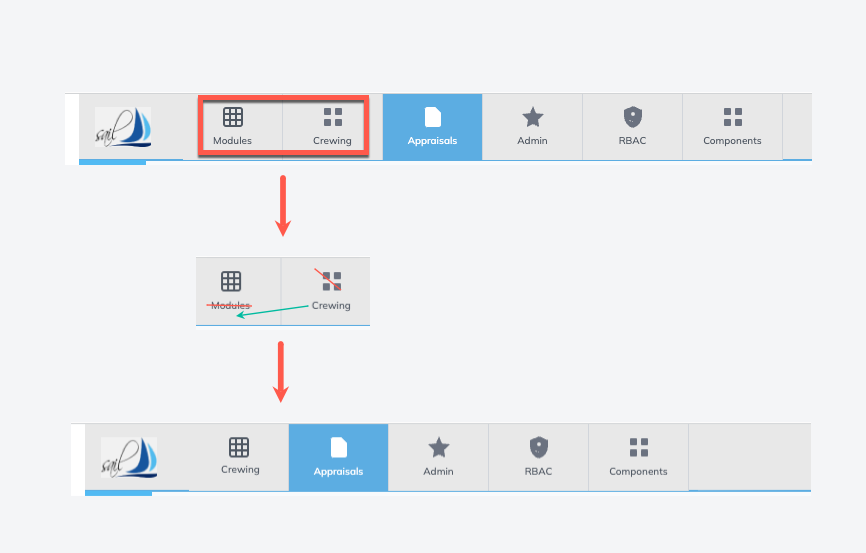 sail
Modules
Crewing
Appraisals
Admin
RBAC
Components
Modules
Crewing
sail
Crewing
Appraisals
Admin
RBAC
Components